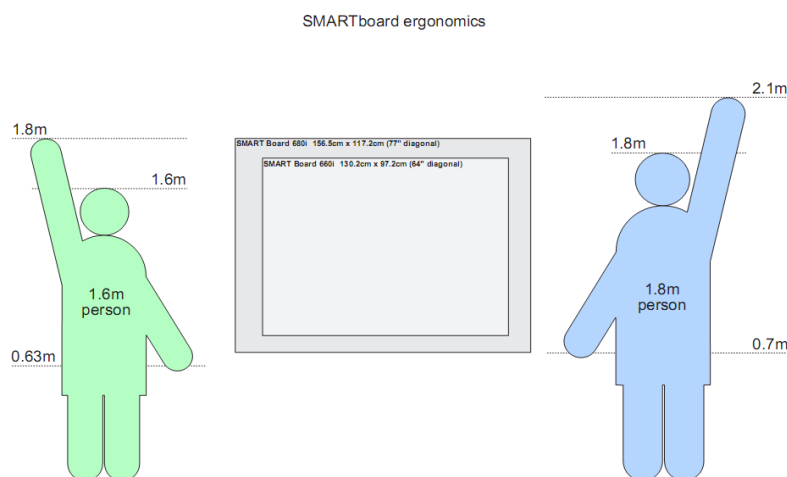 SMARTboard ergonomics
2.1m
1.8m
1.8m
1.6m
SMART Board 680i 156.5cm x 117.2cm (77" diagonal)
SMART Board 660i 130.2cm x 97.2cm (64" diagonal)
1.6m
person
1.8m
person
0.63m
0.7m